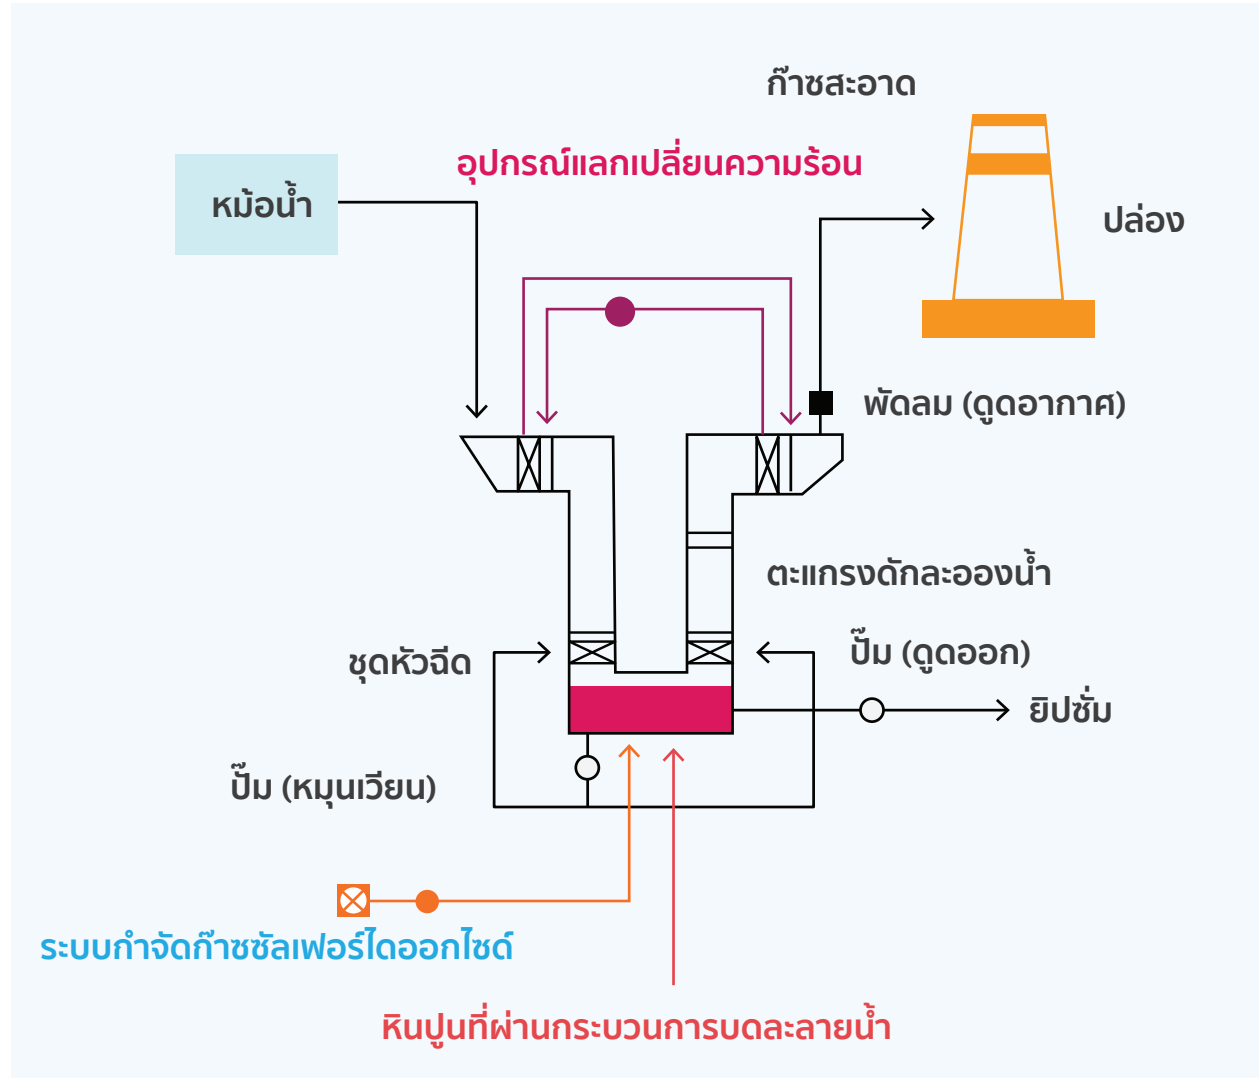 ก๊าซสะอาด
อุปกรณ์แลกเปลี่ยนความร้อน
หม้อน้ำ
ปล่อง
พัดลม (ดูดอากาศ)
ตะแกรงดักละอองน้ำ
ปั๊ม (ดูดออก)
ชุดหัวฉีด
ยิปซั่ม
ปั๊ม (หมุนเวียน)
ระบบกำจัดก๊าซซัลเฟอร์ไดออกไซด์
หินปูนที่ผ่านกระบวนการบดละลายน้ำ